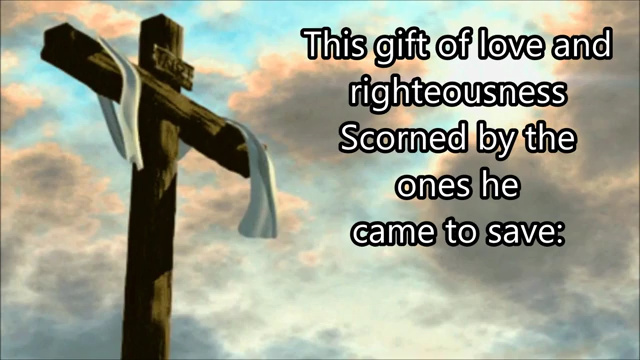 This gift of love and
righteousness
Scorned by the
ones he
came to save: